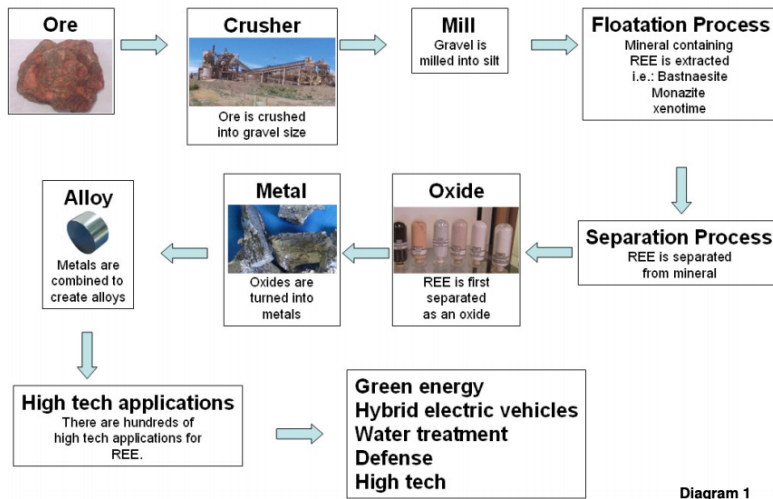 Ore
Crusher
Ore is crushed
into gravel size
Mill
Gravel is
milled into silt
Floatation Process
Mineral containing
REE is extracted
i.e.: Bastnaesite
Monazite
xenotime
Separation Process
REE is separated
from mineral
Oxide
REE is first
separated
as an oxide
Metal
Oxides are
turned into
metals
Alloy
Metals are
combined to
create alloys
High tech applications
There are hundreds of
high tech applications for
REE.
Green energy
Hybrid electric vehicles
Water treatment
Defense
High tech
Diagram 1